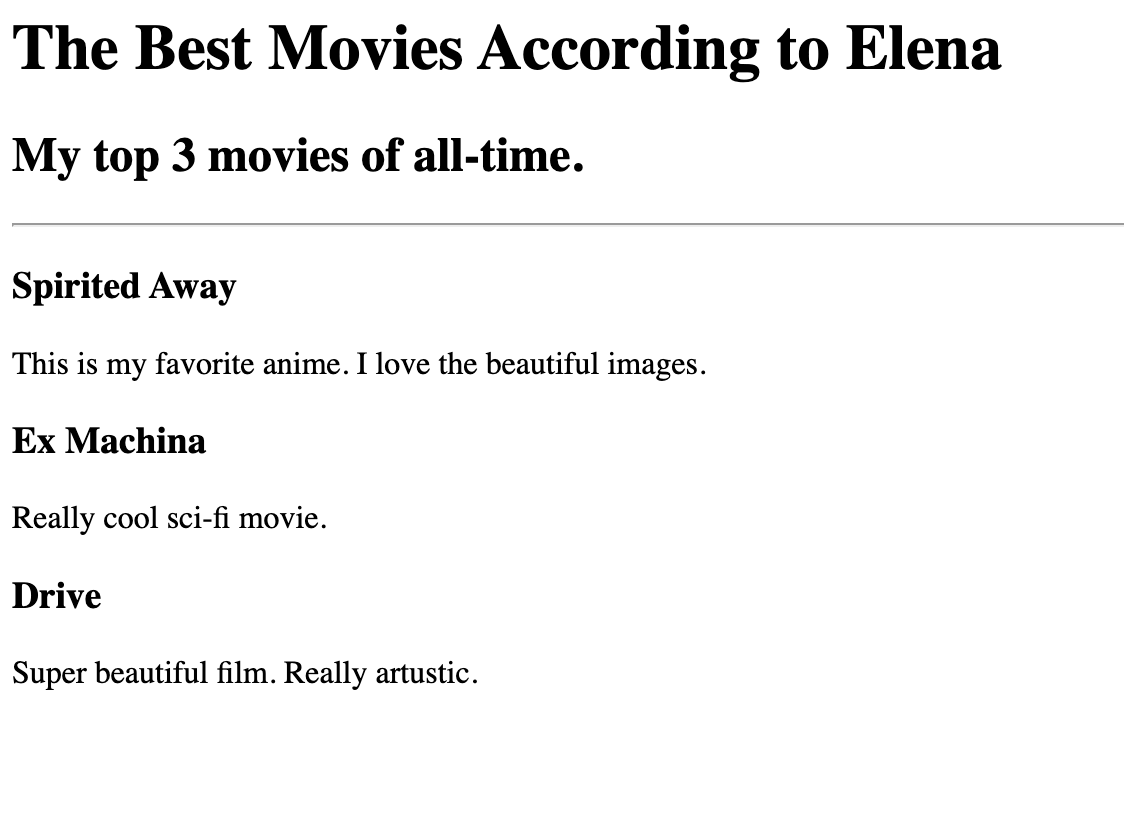 The Best Movies According to Elena
My top 3 movies of all-time.
Spirited Away
This is my favorite anime. I love the beautiful images.
Ex Machina
Really cool sci-fi movie.
Drive
Super beautiful film. Really artustic.